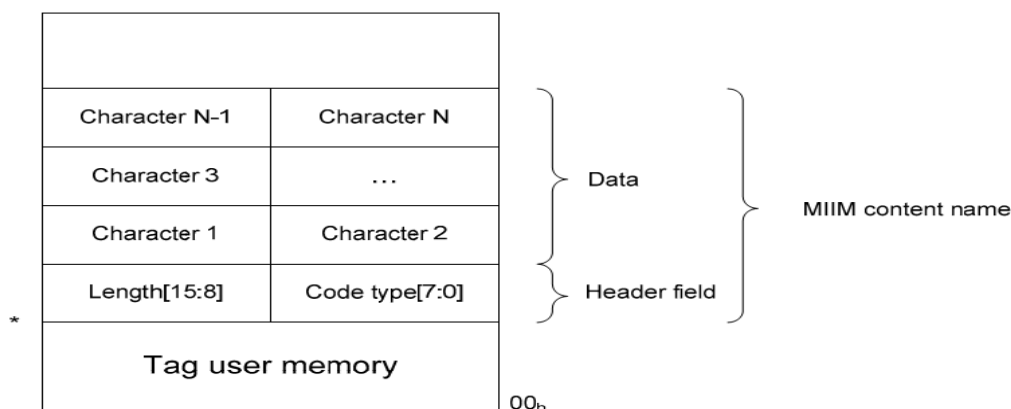 Character N-1 Character N
Character 3 ... Data
MIIM content name
Character 1 Character 2
Length[15:8] Code type[7:0] Header field
*
Tag user memory
00h